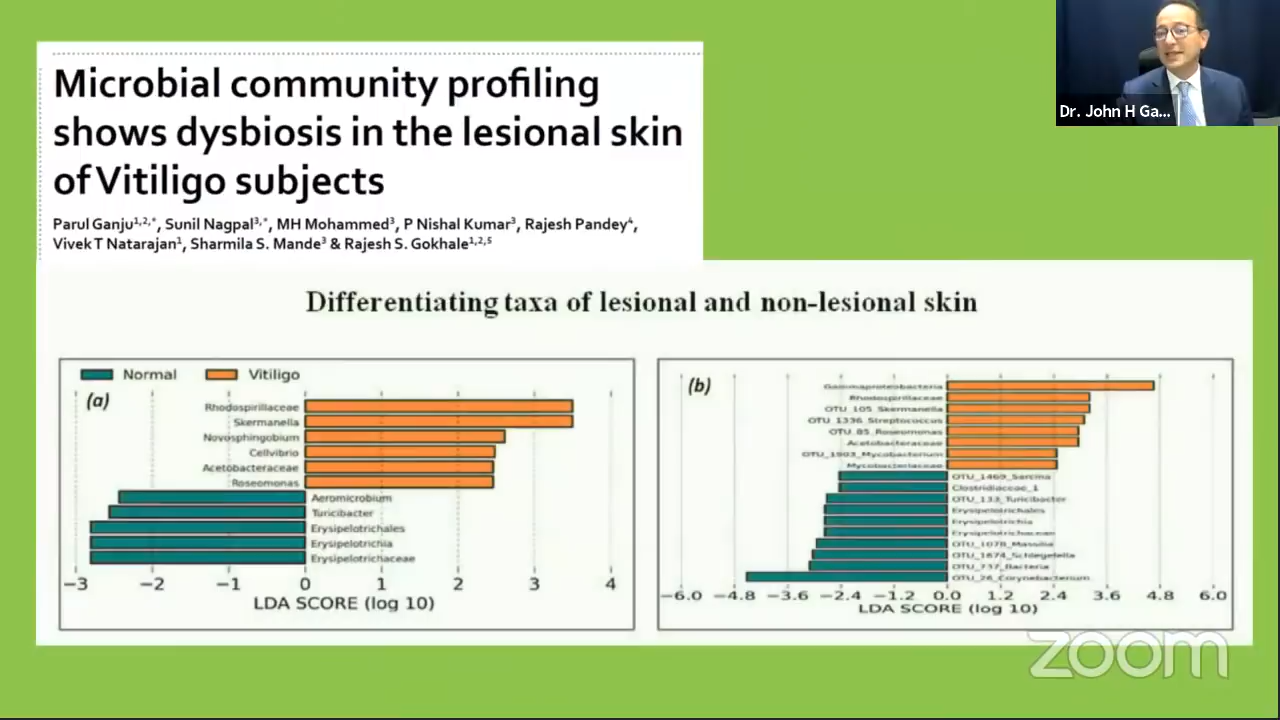 Microbial community profiling
shows dysbiosis in the lesional skin
of Vitiligo subjects
Parul Ganju1,2,*, Sunil Nagpal3,*, MH Mohammed3, P Nishal Kumar3, Rajesh Pandey4,
Vivek T Natarajan1, Sharmila S. Mande3 & Rajesh S. Gokhale1,2,5
Dr. John H Ga...
Differentiating taxa of lesional and non-lesional skin
Normal Vitiligo
(a)
Rhodospirillaceae
Skermanella
Novosphingobium
Cellvibrio
Acetobacteraceae
Roseomonas
Aeromicrobium
Turicibacter
Erysipelotrichales
Erysipelotrichia
Erysipelotrichaceae
−3 −2 −1 0 1 2 3 4
LDA SCORE (log 10)
(b)
Gammaproteobacteria
Rhodospirillaceae
OTU_105_Skermanella
OTU_1336_Streptococcus
OTU_85_Roseomonas
Acetobacteraceae
OTU_1903_Mycobacterium
Mycobacteriaceae
OTU_1469_Sarcina
Clostridiaceae_1
OTU_133_Turicibacter
Erysipelotrichales
Erysipelotrichia
Erysipelotrichaceae
OTU_1078_Massilia
OTU_1674_Schlegelella
OTU_737_Bacteria
OTU_26_Corynebacterium
−6.0 −4.8 −3.6 −2.4 −1.2 0.0 1.2 2.4 3.6 4.8 6.0
LDA SCORE (log 10)
zoom